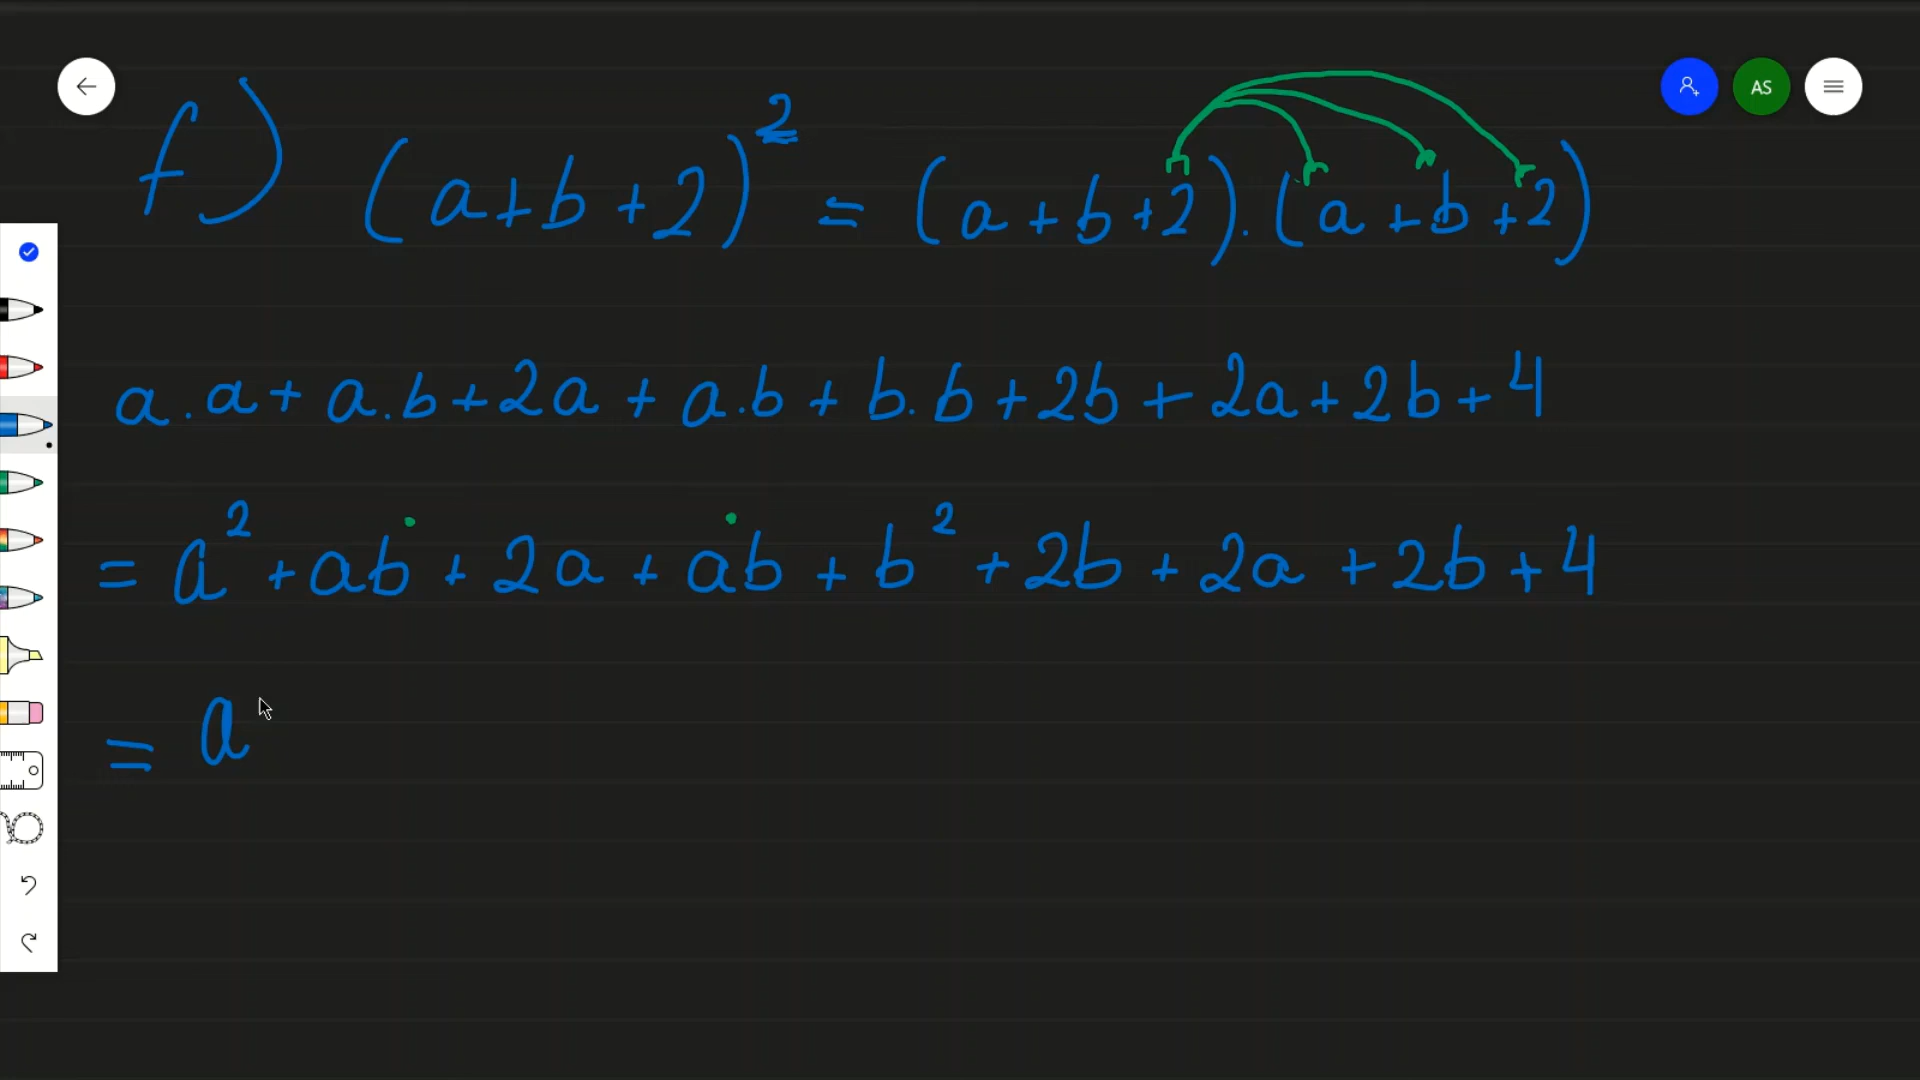 AS
f) (a+b+2)² = (a+b+2).(a+b+2)
a.a+a.b+2a+a.b+b.b+2b+2a+2b+4
= a²+ab+2a+ab+b²+2b+2a+2b+4
= a